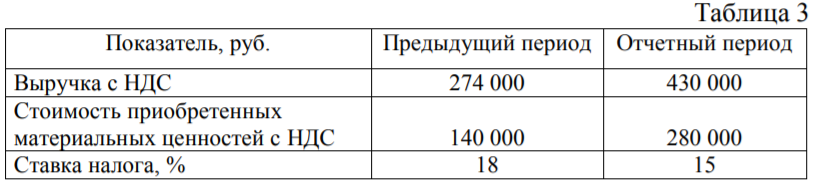 Таблица 3
Показатель, руб. Предыдущий период Отчетный период
Выручка с НДС 274 000 430 000
Стоимость приобретенных
материальных ценностей с НДС 140 000 280 000
Ставка налога, % 18 15